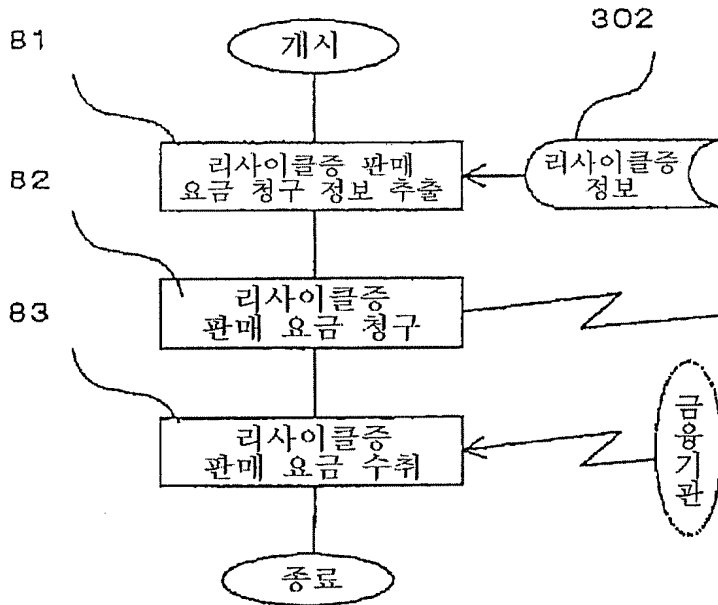 81
개시
302
리사이클증 판매
요금 청구 정보 추출
리사이클증
정보
82
리사이클증
판매 요금 청구
83
리사이클증
판매 요금 수취
금융기관
종료